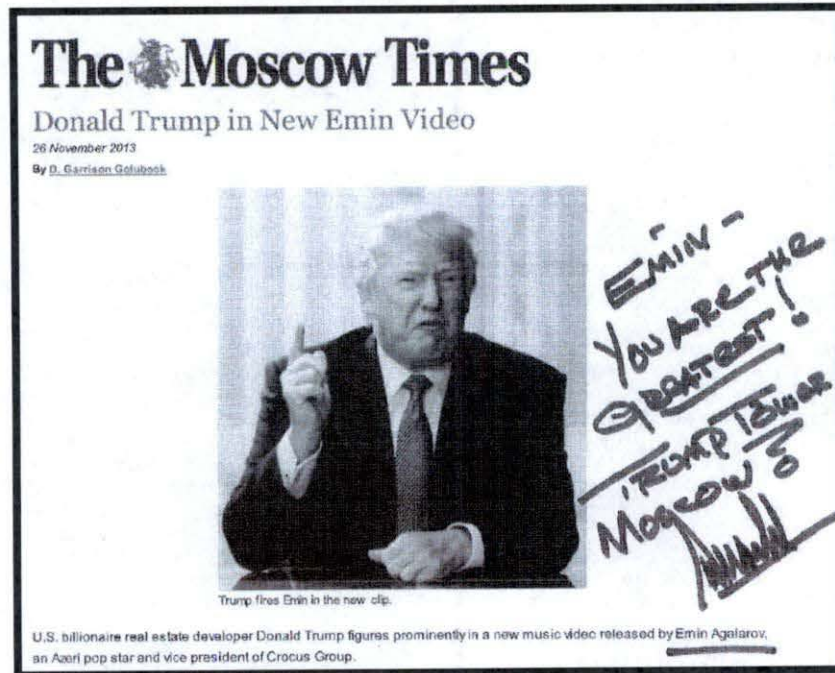 The Moscow Times
Donald Trump in New Emin Video
26 November 2013
By D. Garrison Golubock
EMIN -
YOU ARE THE
GREATEST!
TRUMP TOWER
MOSCOW?
Trump fires Emin in the new clip.
U.S. billionaire real estate developer Donald Trump figures prominently in a new music video released by Emin Agalarov,
an Azeri pop star and vice president of Crocus Group.